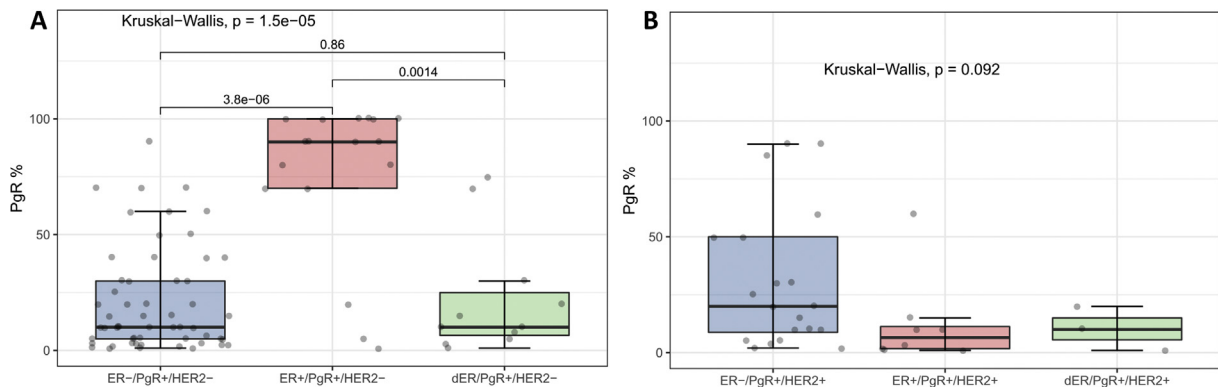 A
Kruskal−Wallis, p = 1.5e−05
0.86
0.0014
3.8e−06
100
50
0
PgR %
ER−/PgR+/HER2−
ER+/PgR+/HER2−
dER/PgR+/HER2−
B
Kruskal−Wallis, p = 0.092
100
50
0
PgR %
ER−/PgR+/HER2+
ER+/PgR+/HER2+
dER/PgR+/HER2+